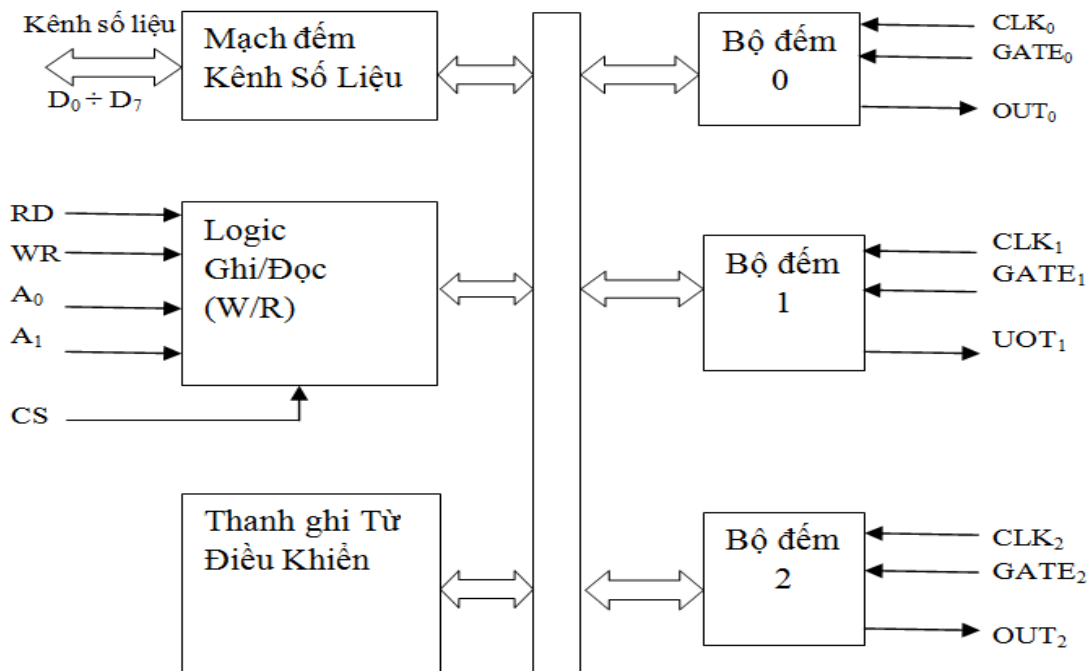 Kênh số liệu
D₀ ÷ D₇
Mạch đếm
Kênh Số Liệu
Bộ đếm
0
CLK₀
GATE₀
OUT₀
RD
WR
A₀
A₁
CS
Logic
Ghi/Đọc
(W/R)
Bộ đếm
1
CLK₁
GATE₁
UOT₁
Thanh ghi Từ
Điều Khiển
Bộ đếm
2
CLK₂
GATE₂
OUT₂